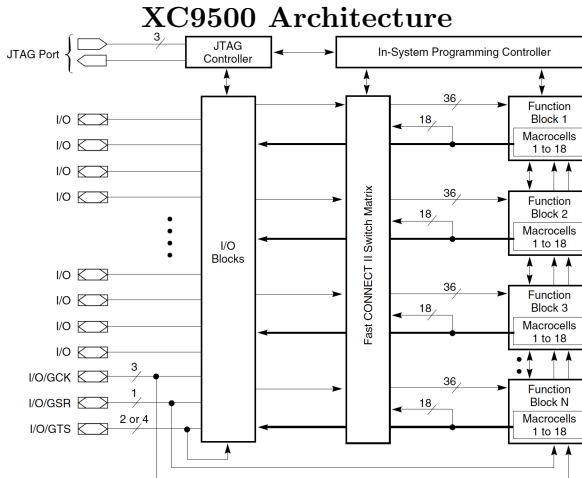 XC9500 Architecture
JTAG Port
3
JTAG
Controller
In-System Programming Controller
I/O
I/O
I/O
I/O
I/O
I/O
I/O
I/O
I/O/GCK
3
I/O/GSR
1
I/O/GTS
2 or 4
I/O
Blocks
Fast CONNECT II Switch Matrix
36
18
Function
Block 1
Macrocells
1 to 18
36
18
Function
Block 2
Macrocells
1 to 18
36
18
Function
Block 3
Macrocells
1 to 18
36
18
Function
Block N
Macrocells
1 to 18